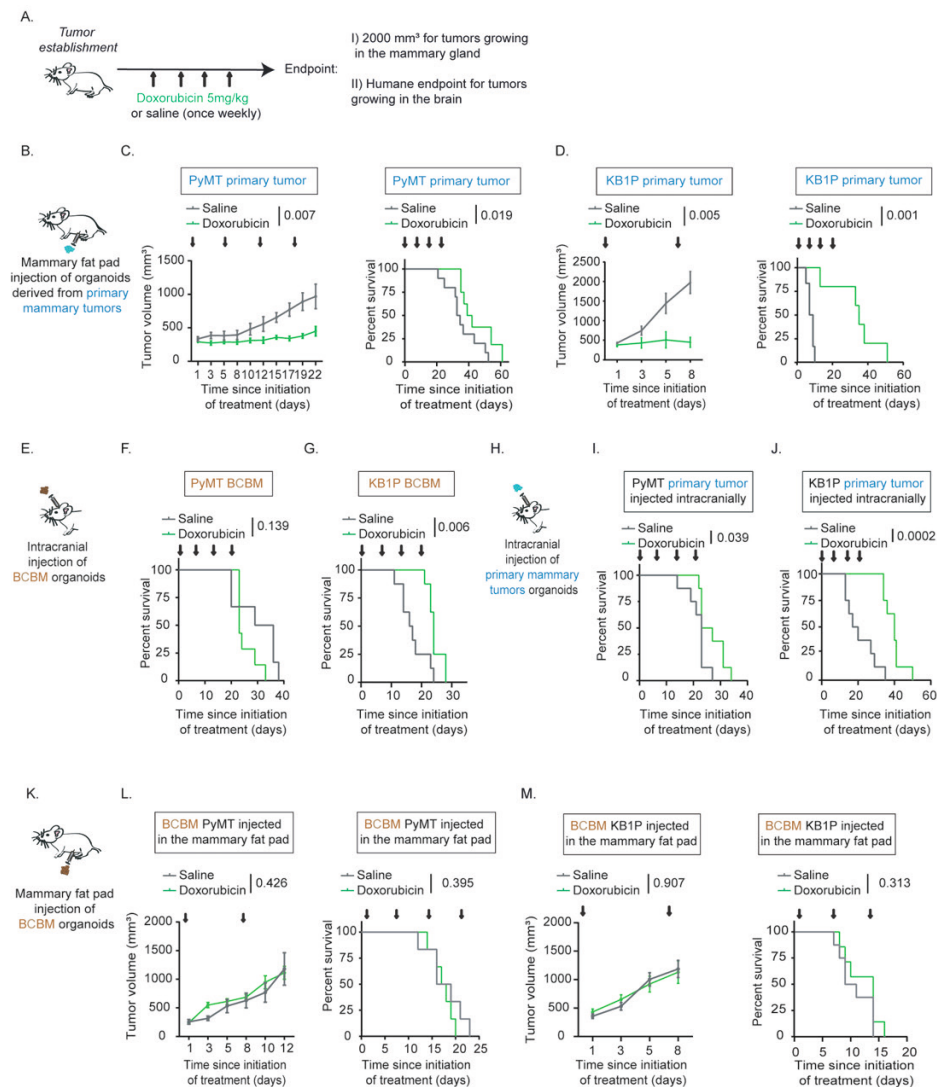 A.
Tumor
establishment
Doxorubicin 5mg/kg
or saline (once weekly)
Endpoint:
I) 2000 mm³ for tumors growing
in the mammary gland
II) Humane endpoint for tumors
growing in the brain
B.
Mammary fat pad
injection of organoids
derived from primary
mammary tumors
C.
PyMT primary tumor
Saline
Doxorubicin
0.007
Tumor volume (mm³)
1500
1000
500
0
1 3 5 8 10 12 15 17 19 22
Time since initiation
of treatment (days)
PyMT primary tumor
Saline
Doxorubicin
0.019
Percent survival
100
75
50
25
0
0 20 40 60
Time since initiation
of treatment (days)
D.
KB1P primary tumor
Saline
Doxorubicin
0.005
Tumor volume (mm³)
2500
2000
1500
1000
500
0
1 3 5 8
Time since initiation
of treatment (days)
KB1P primary tumor
Saline
Doxorubicin
0.001
Percent survival
100
75
50
25
0
0 20 40 60
Time since initiation
of treatment (days)
E.
Intracranial
injection of
BCBM organoids
F.
PyMT BCBM
Saline
Doxorubicin
0.139
Percent survival
100
75
50
25
0
0 10 20 30 40
Time since initiation
of treatment (days)
G.
KB1P BCBM
Saline
Doxorubicin
0.006
Percent survival
100
75
50
25
0
0 10 20 30
Time since initiation
of treatment (days)
H.
Intracranial
injection of
primary mammary
tumors organoids
I.
PyMT primary tumor
injected intracranially
Saline
Doxorubicin
0.039
Percent survival
100
75
50
25
0
0 10 20 30 40
Time since initiation
of treatment (days)
J.
KB1P primary tumor
injected intracranially
Saline
Doxorubicin
0.0002
Percent survival
100
75
50
25
0
0 20 40 60
Time since initiation
of treatment (days)
K.
Mammary fat pad
injection of
BCBM organoids
L.
BCBM PyMT injected
in the mammary fat pad
Saline
Doxorubicin
0.426
Tumor volume (mm³)
2000
1500
1000
500
0
1 3 5 8 10 12
Time since initiation
of treatment (days)
BCBM PyMT injected
in the mammary fat pad
Saline
Doxorubicin
0.395
Percent survival
100
75
50
25
0
0 5 10 15 20 25
Time since initiation
of treatment (days)
M.
BCBM KB1P injected
in the mammary fat pad
Saline
Doxorubicin
0.907
Tumor volume (mm³)
2000
1500
1000
500
0
1 3 5 8
Time since initiation
of treatment (days)
BCBM KB1P injected
in the mammary fat pad
Saline
Doxorubicin
0.313
Percent survival
100
75
50
25
0
0 5 10 15 20
Time since initiation
of treatment (days)